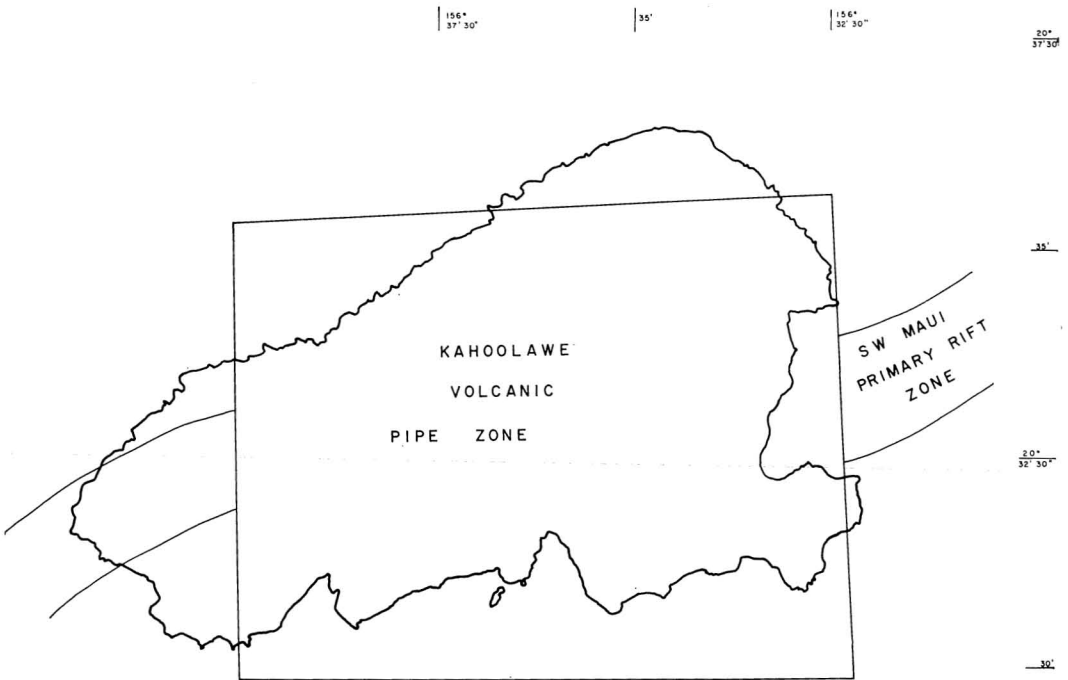 156°
37' 30"
35'
156°
32' 30"
20°
37'30"
35'
KAHOOLAWE
VOLCANIC
PIPE ZONE
SW MAUI
PRIMARY RIFT
ZONE
20°
32' 30"
30'